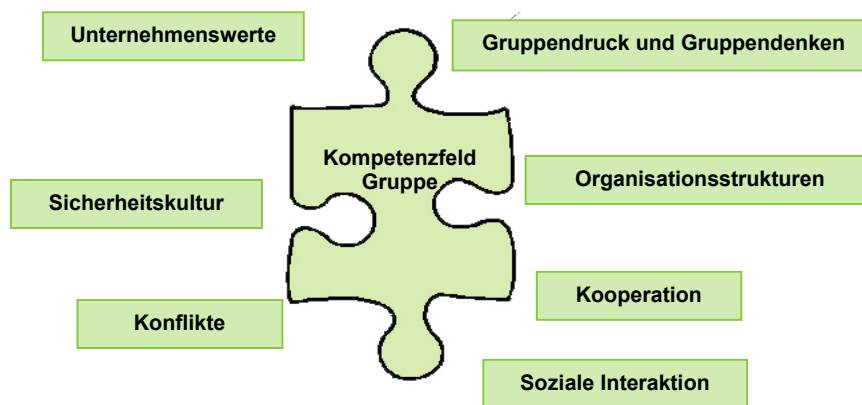 Unternehmenswerte
Gruppendruck und Gruppendenken
Kompetenzfeld
Gruppe
Organisationsstrukturen
Sicherheitskultur
Kooperation
Konflikte
Soziale Interaktion